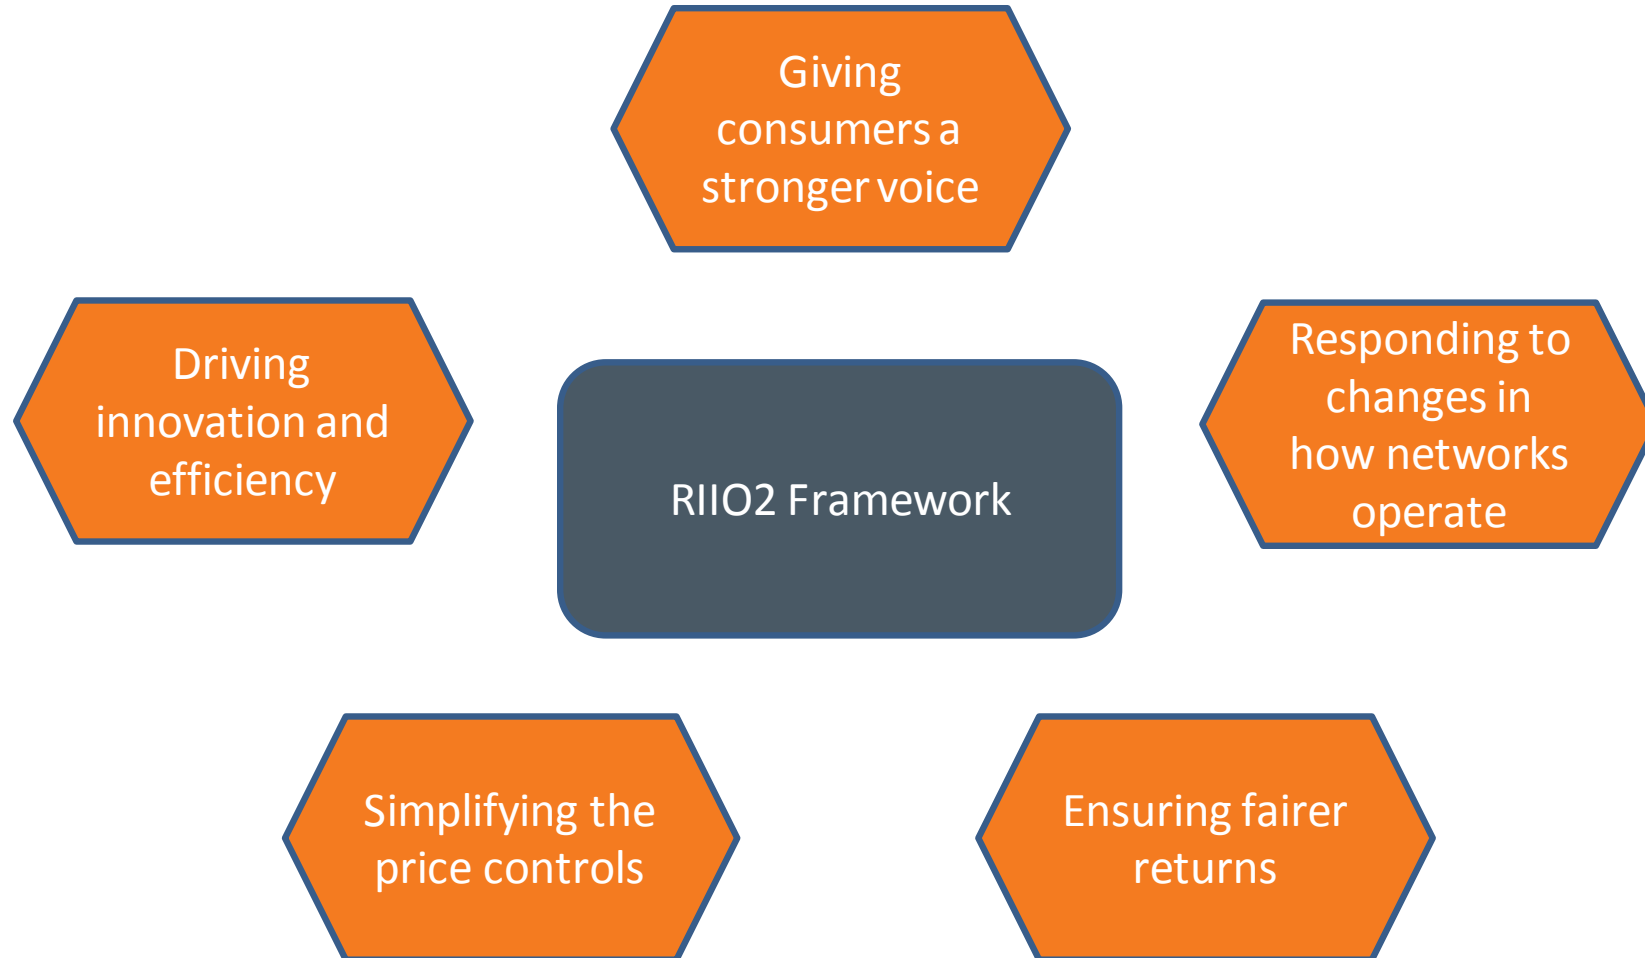 Giving
consumers a
stronger voice
Driving
innovation and
efficiency
Responding to
changes in
how networks
operate
RIIO2 Framework
Simplifying the
price controls
Ensuring fairer
returns